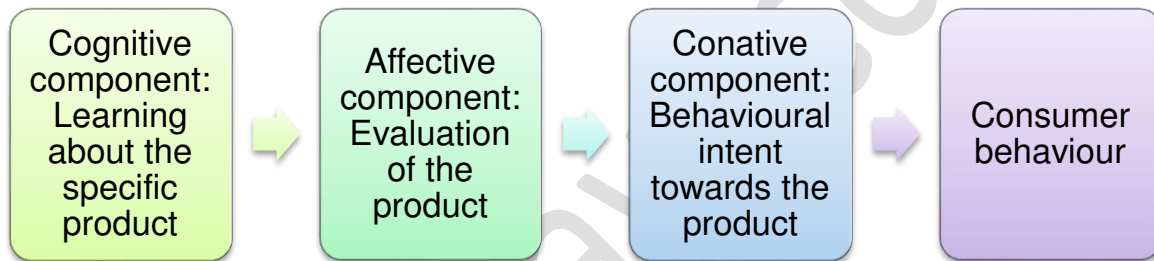 Cognitive
component:
Learning
about the
specific
product
Affective
component:
Evaluation
of the
product
Conative
component:
Behavioural
intent
towards the
product
Consumer
behaviour